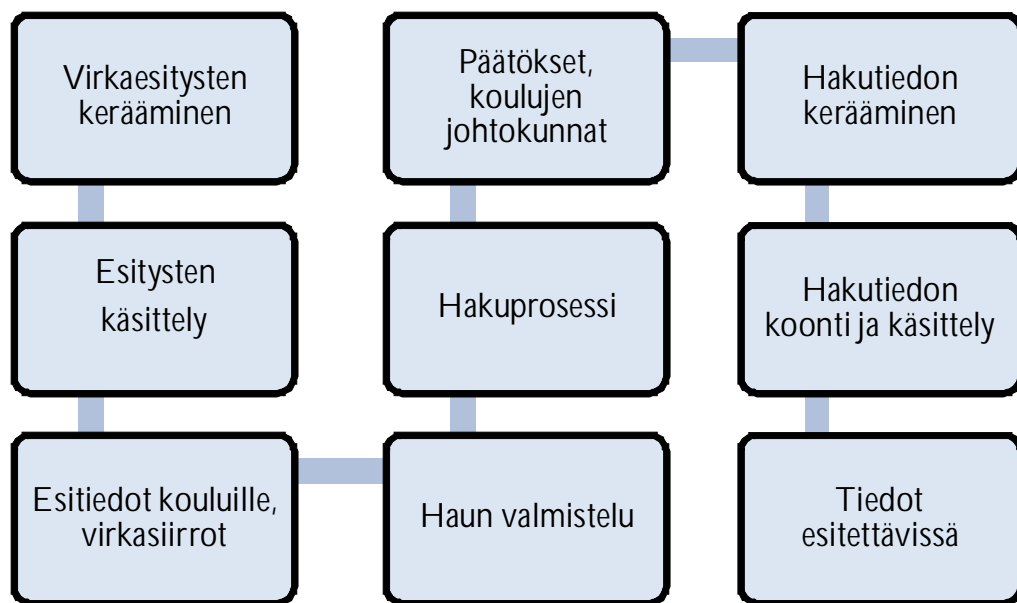 Virkaesitysten
kerääminen
Esitysten
käsittely
Esitiedot kouluille,
virkasiirrot
Haun valmistelu
Hakuprosessi
Päätökset,
koulujen
johtokunnat
Hakutiedon
kerääminen
Hakutiedon
koonti ja käsittely
Tiedot
esitettävissä